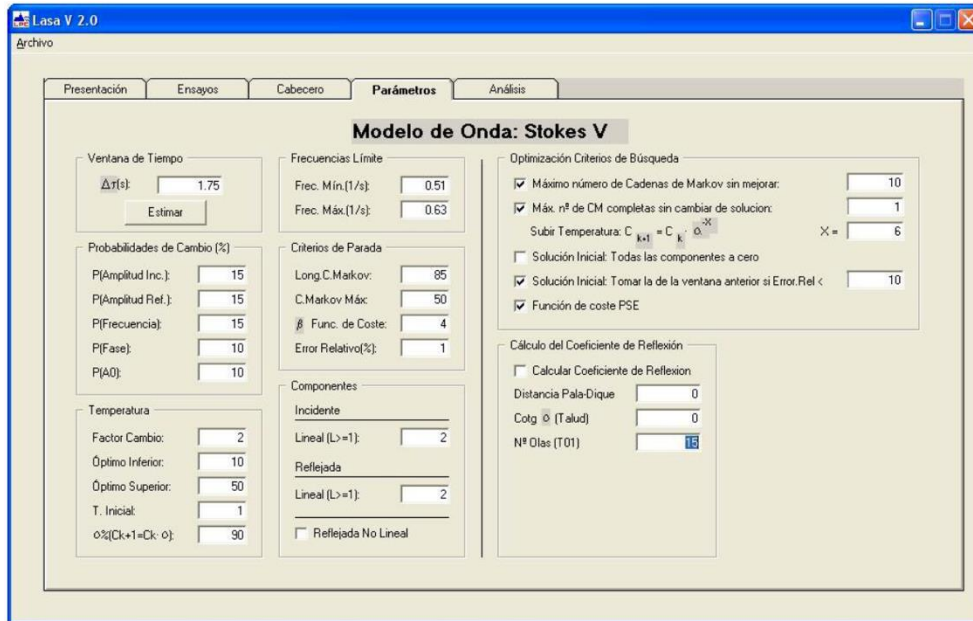 Lasa V 2.0
Archivo
Presentación Ensayos Cabecero Parámetros Análisis
Modelo de Onda: Stokes V
Ventana de Tiempo
Δτ(s): 1.75
Estimar
Probabilidades de Cambio (%)
P(Amplitud Inc.): 15
P(Amplitud Ref.): 15
P(Frecuencia): 15
P(Fase): 10
P(A0): 10
Temperatura
Factor Cambio: 2
Óptimo Inferior: 10
Óptimo Superior: 50
T. Inicial: 1
o%(Ck+1=Ck· o): 90
Frecuencias Límite
Frec. Mín.(1/s): 0.51
Frec. Máx.(1/s): 0.63
Criterios de Parada
Long.C.Markov: 85
C.Markov Máx: 50
β Func. de Coste: 4
Error Relativo(%): 1
Componentes
Incidente
Lineal (L>=1): 2
Reflejada
Lineal (L>=1): 2
Reflejada No Lineal
Optimización Criterios de Búsqueda
Máximo número de Cadenas de Markov sin mejorar: 10
Máx. nº de CM completas sin cambiar de solucion: 1
Subir Temperatura: C k+1 = C k · o -X X = 6
Solución Inicial: Todas las componentes a cero
Solución Inicial: Tomar la de la ventana anterior si Error.Rel < 10
Función de coste PSE
Cálculo del Coeficiente de Reflexión
Calcular Coeficiente de Reflexion
Distancia Pala-Dique 0
Cotg o (Talud) 0
Nº Olas (T01) 15